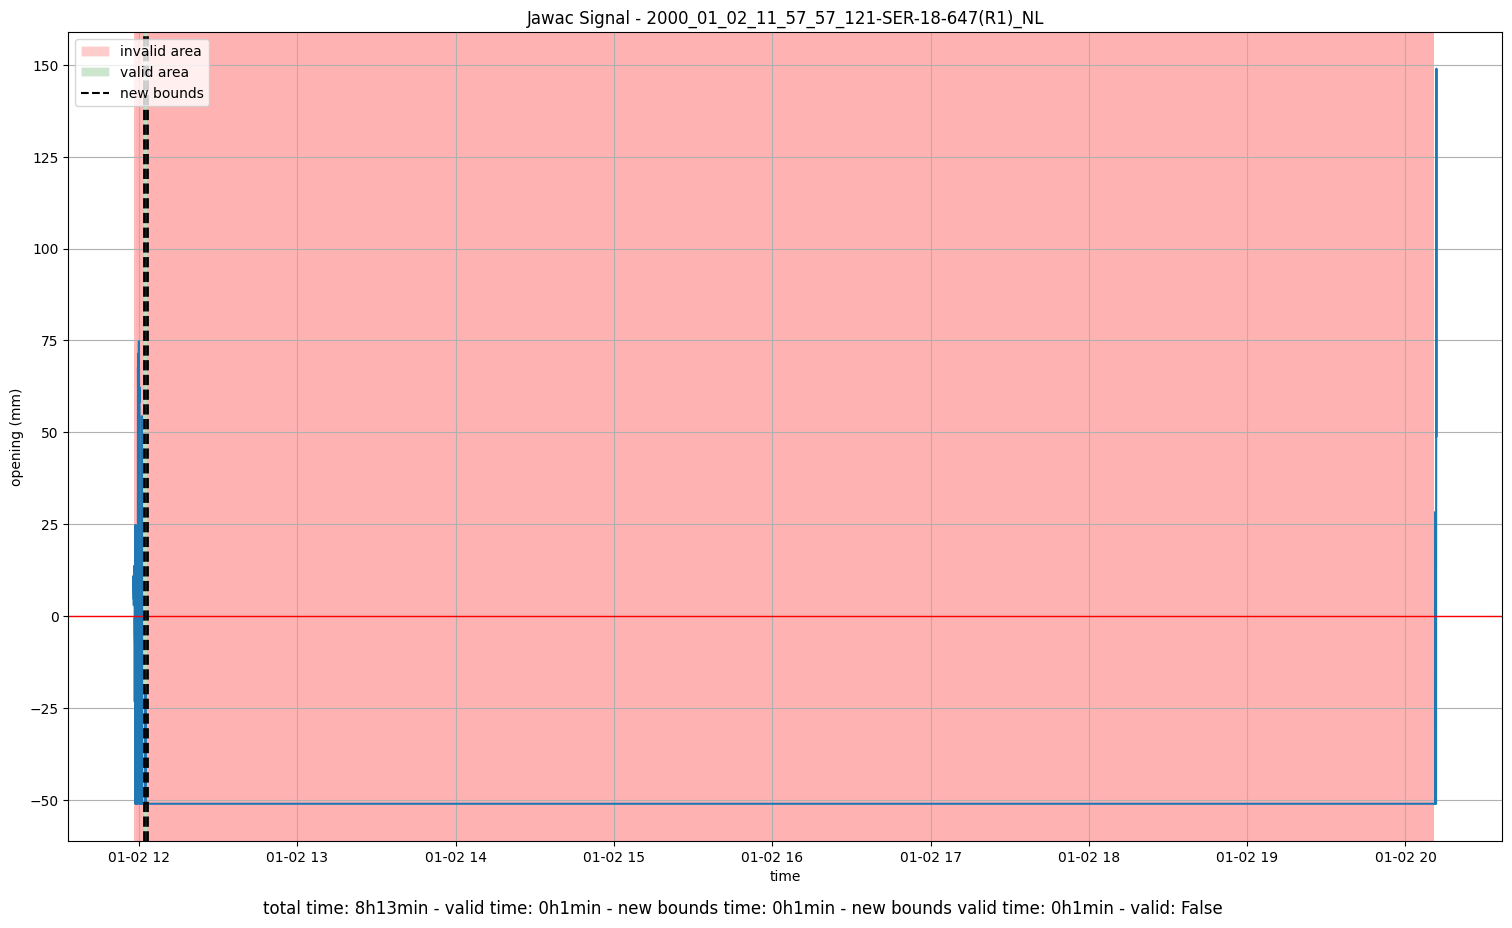 Jawac Signal - 2000_01_02_11_57_57_121-SER-18-647(R1)_NL
invalid area
valid area
new bounds
150
125
100
75
50
25
0
−25
−50
opening (mm)
01-02 12
01-02 13
01-02 14
01-02 15
01-02 16
01-02 17
01-02 18
01-02 19
01-02 20
time
total time: 8h13min - valid time: 0h1min - new bounds time: 0h1min - new bounds valid time: 0h1min - valid: False